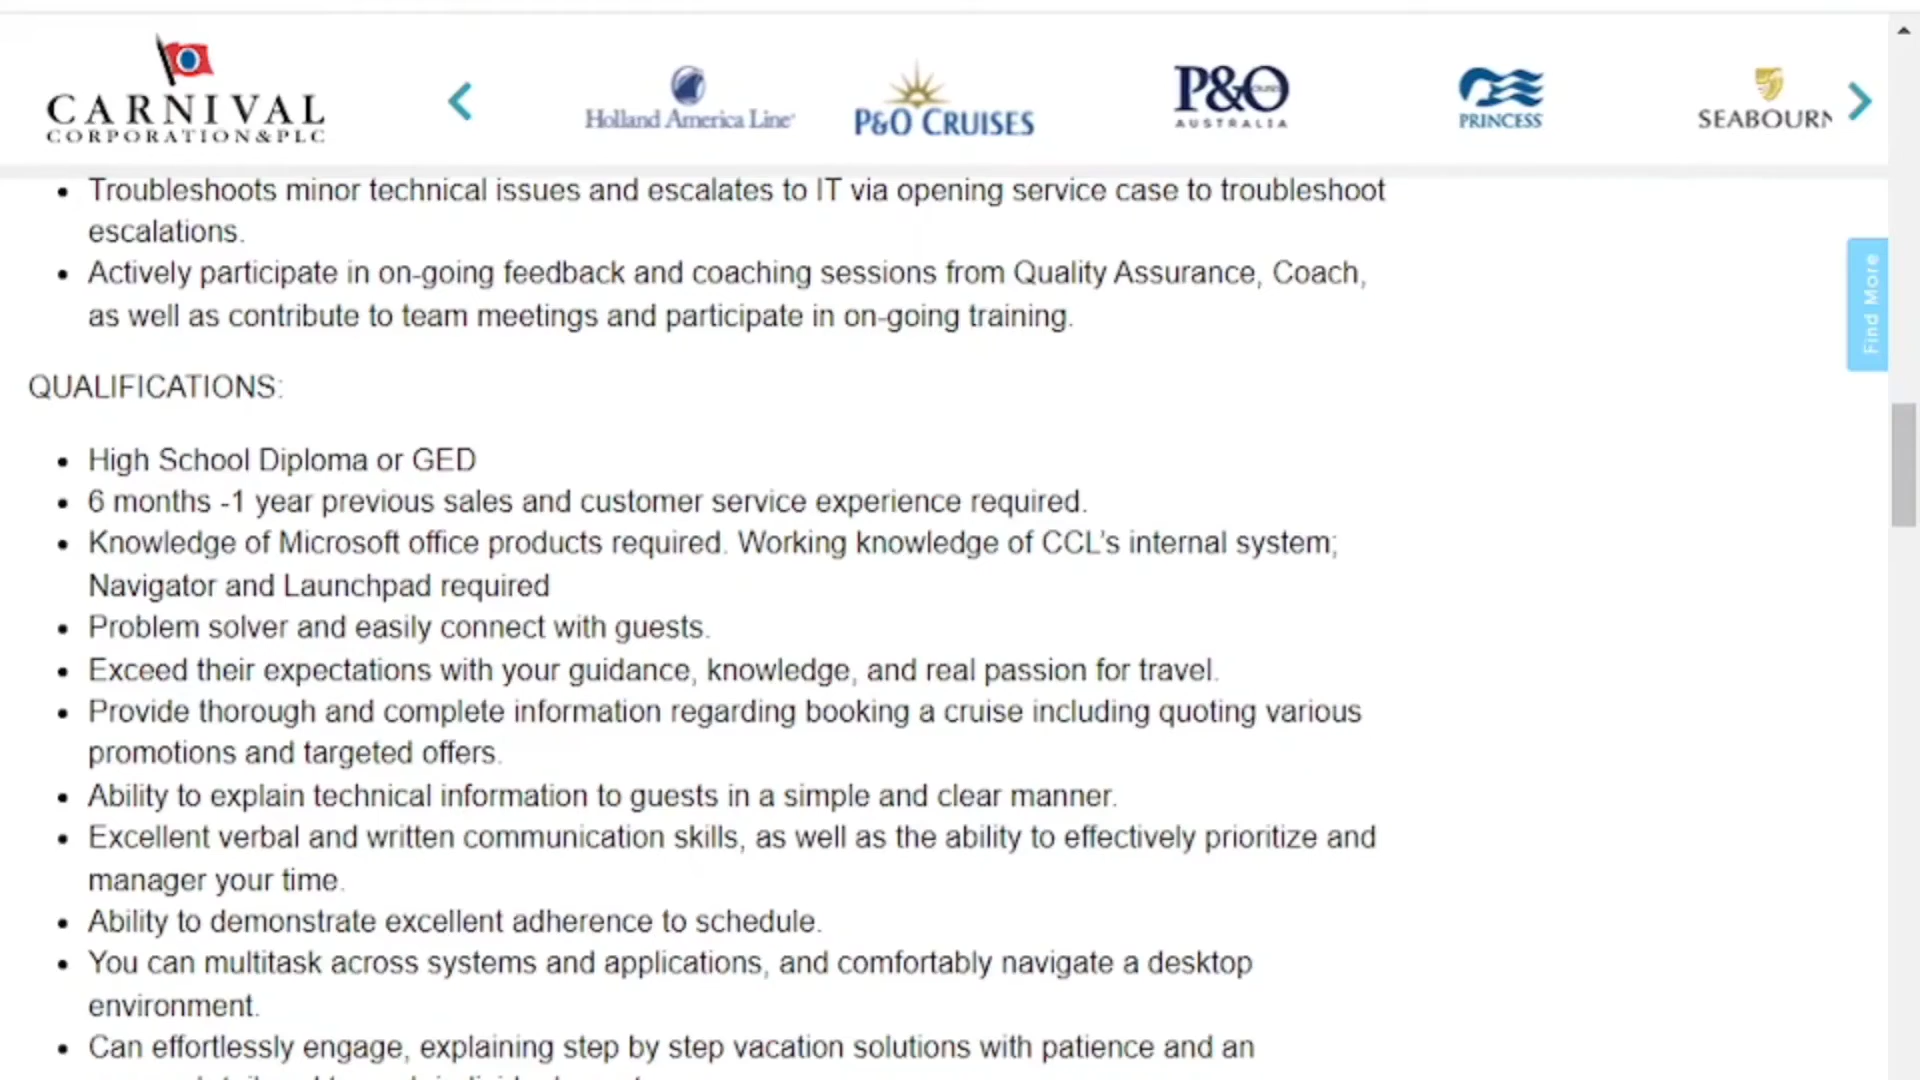 CARNIVAL
CORPORATION&PLC
Holland America Line
P&O CRUISES
P&O
AUSTRALIA
PRINCESS
SEABOURN
• Troubleshoots minor technical issues and escalates to IT via opening service case to troubleshoot
escalations.
• Actively participate in on-going feedback and coaching sessions from Quality Assurance, Coach,
as well as contribute to team meetings and participate in on-going training.
Find More
QUALIFICATIONS:
• High School Diploma or GED
• 6 months -1 year previous sales and customer service experience required.
• Knowledge of Microsoft office products required. Working knowledge of CCL's internal system;
Navigator and Launchpad required
• Problem solver and easily connect with guests.
• Exceed their expectations with your guidance, knowledge, and real passion for travel.
• Provide thorough and complete information regarding booking a cruise including quoting various
promotions and targeted offers.
• Ability to explain technical information to guests in a simple and clear manner.
• Excellent verbal and written communication skills, as well as the ability to effectively prioritize and
manager your time.
• Ability to demonstrate excellent adherence to schedule.
• You can multitask across systems and applications, and comfortably navigate a desktop
environment.
• Can effortlessly engage, explaining step by step vacation solutions with patience and an